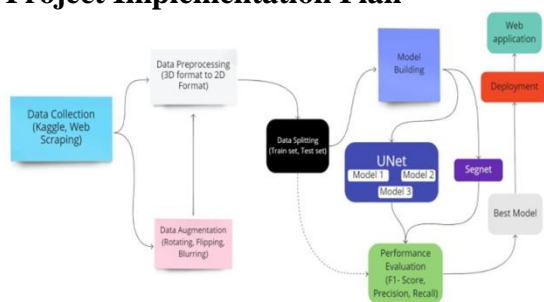 Project Implementation Plan
Data Collection
(Kaggle, Web
Scraping)
Data Preprocessing
(3D format to 2D
Format)
Data Augmentation
(Rotating, Flipping,
Blurring)
Data Splitting
(Train set, Test set)
Model
Building
UNet
Model 1
Model 2
Model 3
Segnet
Performance
Evaluation
(F1- Score,
Precision, Recall)
Best Model
Deployment
Web
application